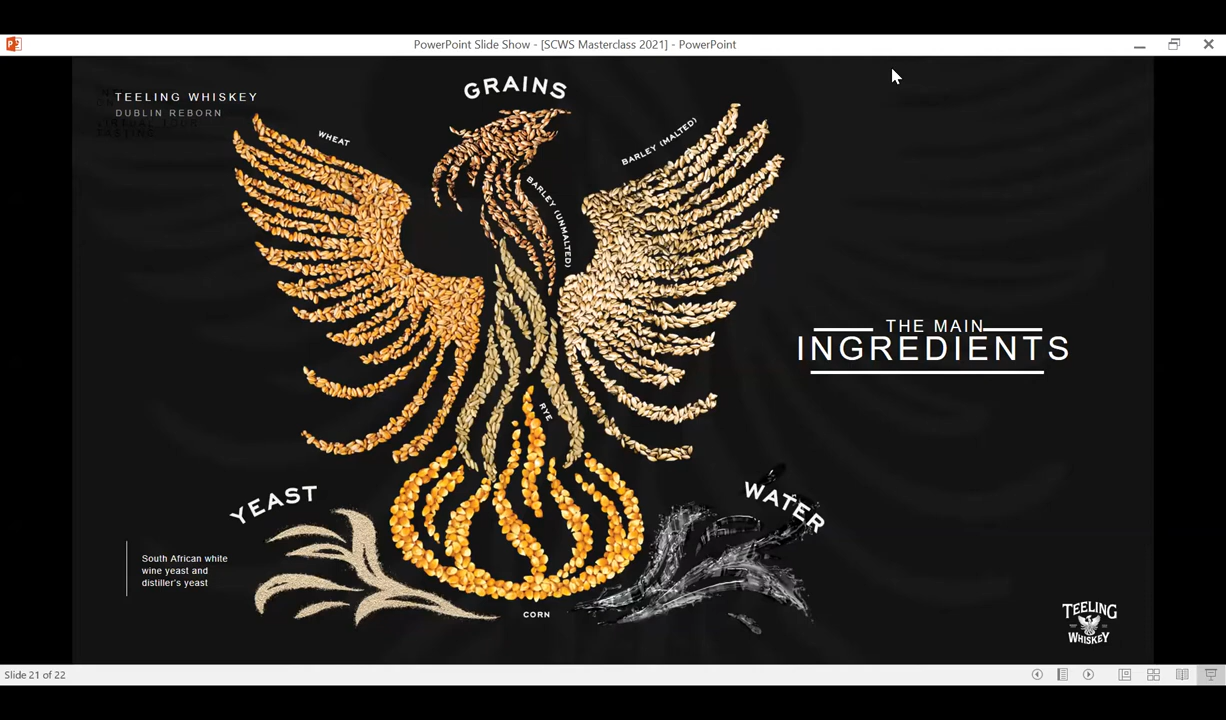 PowerPoint Slide Show - [SCWS Masterclass 2021] - PowerPoint
TEELING WHISKEY
DUBLIN REBORN
GRAINS
WHEAT
BARLEY (MALTED)
BARLEY (UNMALTED)
THE MAIN
INGREDIENTS
RYE
YEAST
WATER
South African white
wine yeast and
distiller's yeast
CORN
TEELING
WHISKEY
Slide 21 of 22